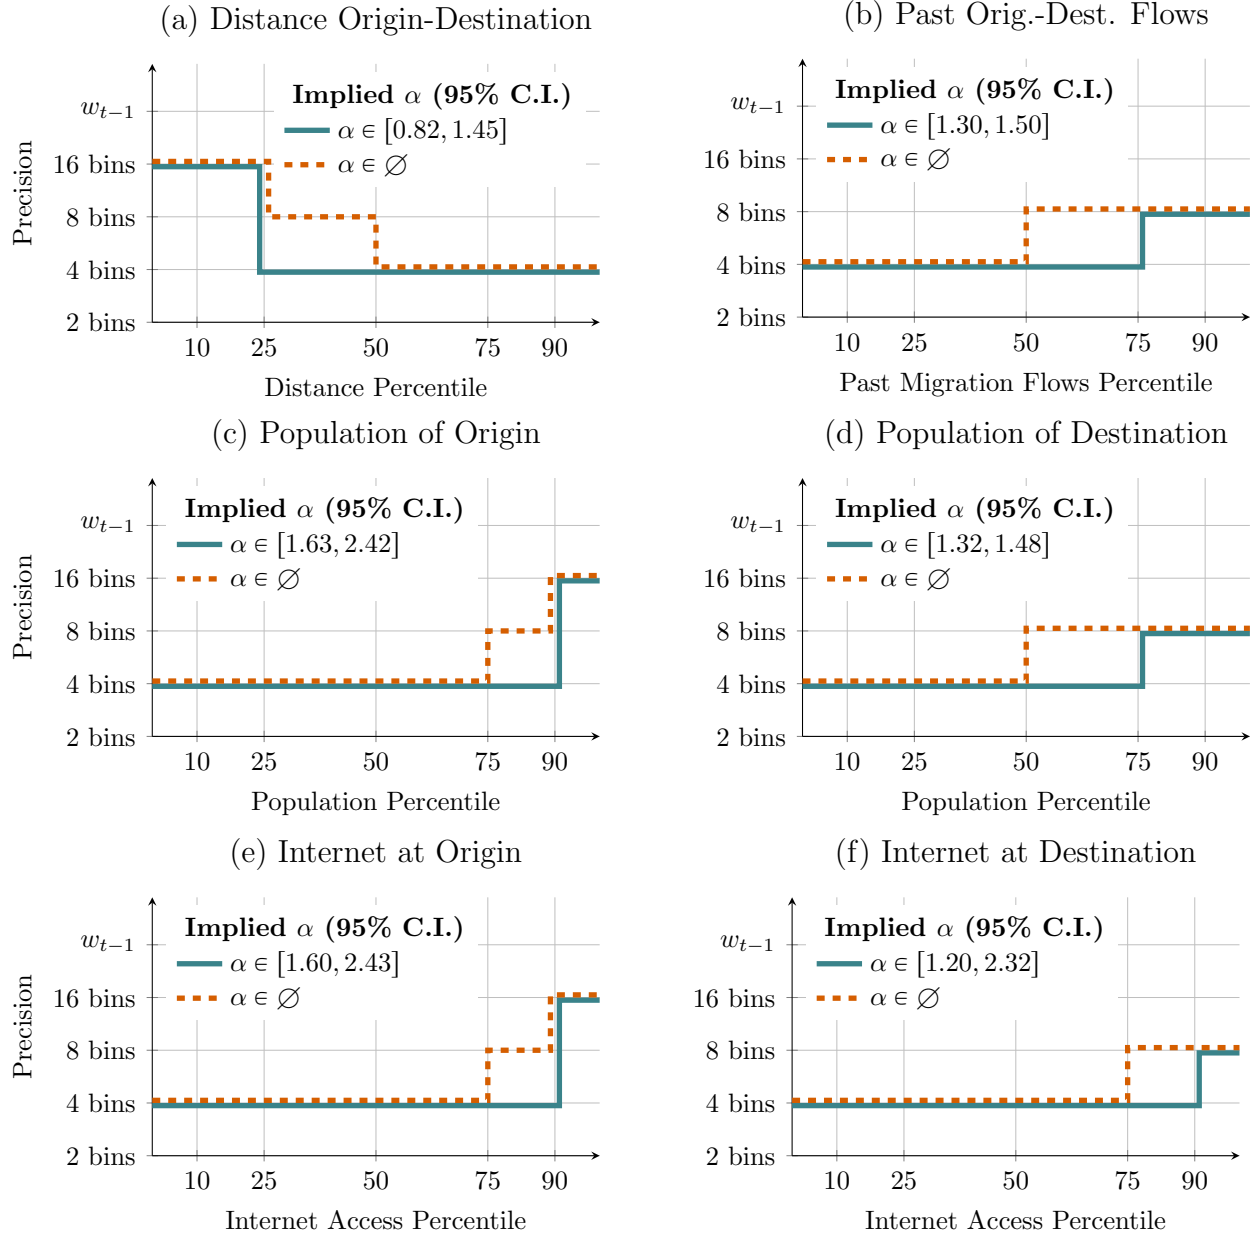 (a) Distance Origin-Destination
Implied α (95% C.I.)
α ∈ [0.82, 1.45]
α ∈ ∅
Precision
w_{t−1}
16 bins
8 bins
4 bins
2 bins
10 25 50 75 90
Distance Percentile
(b) Past Orig.-Dest. Flows
Implied α (95% C.I.)
α ∈ [1.30, 1.50]
α ∈ ∅
w_{t−1}
16 bins
8 bins
4 bins
2 bins
10 25 50 75 90
Past Migration Flows Percentile
(c) Population of Origin
Implied α (95% C.I.)
α ∈ [1.63, 2.42]
α ∈ ∅
Precision
w_{t−1}
16 bins
8 bins
4 bins
2 bins
10 25 50 75 90
Population Percentile
(d) Population of Destination
Implied α (95% C.I.)
α ∈ [1.32, 1.48]
α ∈ ∅
w_{t−1}
16 bins
8 bins
4 bins
2 bins
10 25 50 75 90
Population Percentile
(e) Internet at Origin
Implied α (95% C.I.)
α ∈ [1.60, 2.43]
α ∈ ∅
Precision
w_{t−1}
16 bins
8 bins
4 bins
2 bins
10 25 50 75 90
Internet Access Percentile
(f) Internet at Destination
Implied α (95% C.I.)
α ∈ [1.20, 2.32]
α ∈ ∅
w_{t−1}
16 bins
8 bins
4 bins
2 bins
10 25 50 75 90
Internet Access Percentile